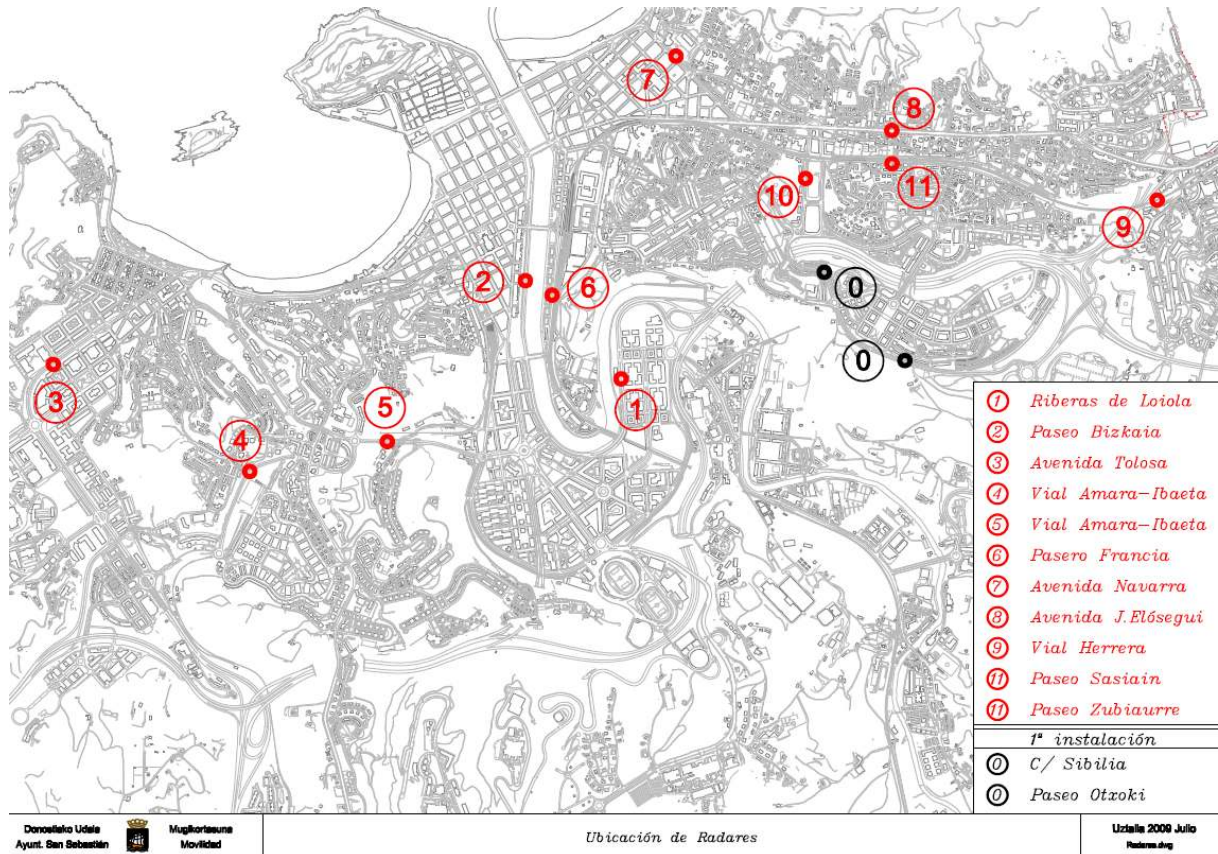 7
8
10
11
9
2
6
0
0
3
5
4
1
1 Riberas de Loiola
2 Paseo Bizkaia
3 Avenida Tolosa
4 Vial Amara-Ibaeta
5 Vial Amara-Ibaeta
6 Pasero Francia
7 Avenida Navarra
8 Avenida J.Elósegui
9 Vial Herrera
11 Paseo Sasiain
11 Paseo Zubiaurre
1ª instalación
0 C/ Sibilia
0 Paseo Otxoki
Donostiako Udala
Ayunt. San Sebastián
Mugikortasuna
Movilidad
Ubicación de Radares
Uztaila 2009 Julio
Radares.dwg